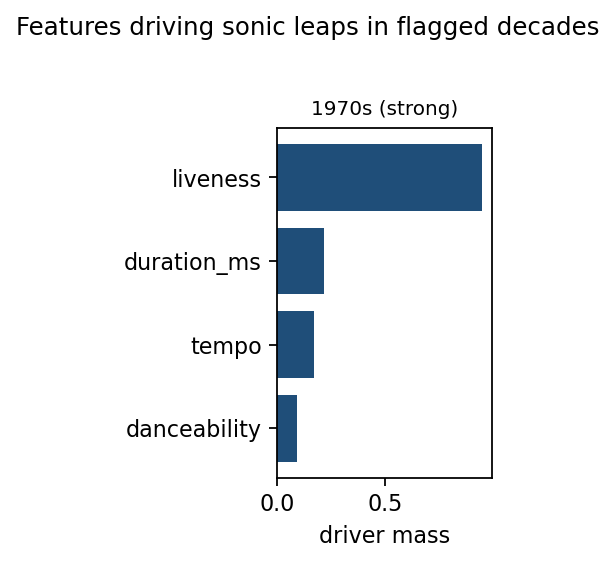 Features driving sonic leaps in flagged decades
1970s (strong)
liveness
duration_ms
tempo
danceability
0.0 0.5
driver mass